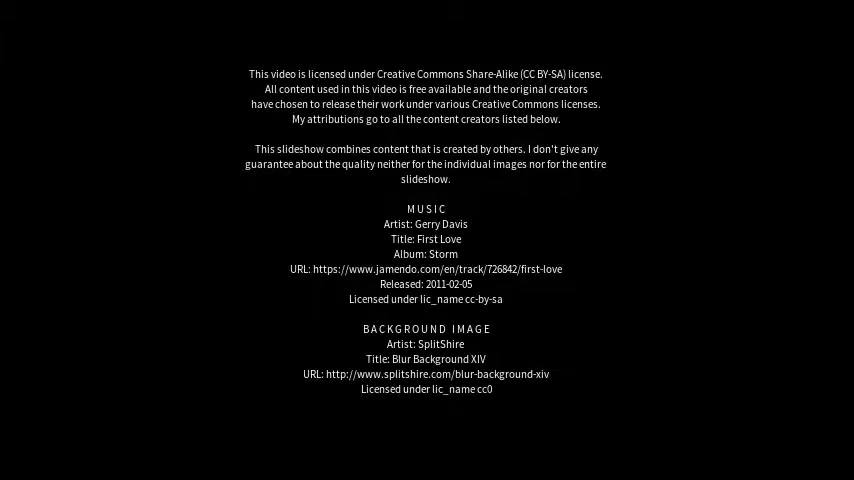 This video is licensed under Creative Commons Share-Alike (CC BY-SA) license.
All content used in this video is free available and the original creators
have chosen to release their work under various Creative Commons licenses.
My attributions go to all the content creators listed below.
This slideshow combines content that is created by others. I don't give any
guarantee about the quality neither for the individual images nor for the entire
slideshow.
MUSIC
Artist: Gerry Davis
Title: First Love
Album: Storm
URL: https://www.jamendo.com/en/track/726842/first-love
Released: 2011-02-05
Licensed under lic_name cc-by-sa
BACKGROUND IMAGE
Artist: SplitShire
Title: Blur Background XIV
URL: http://www.splitshire.com/blur-background-xiv
Licensed under lic_name cc0